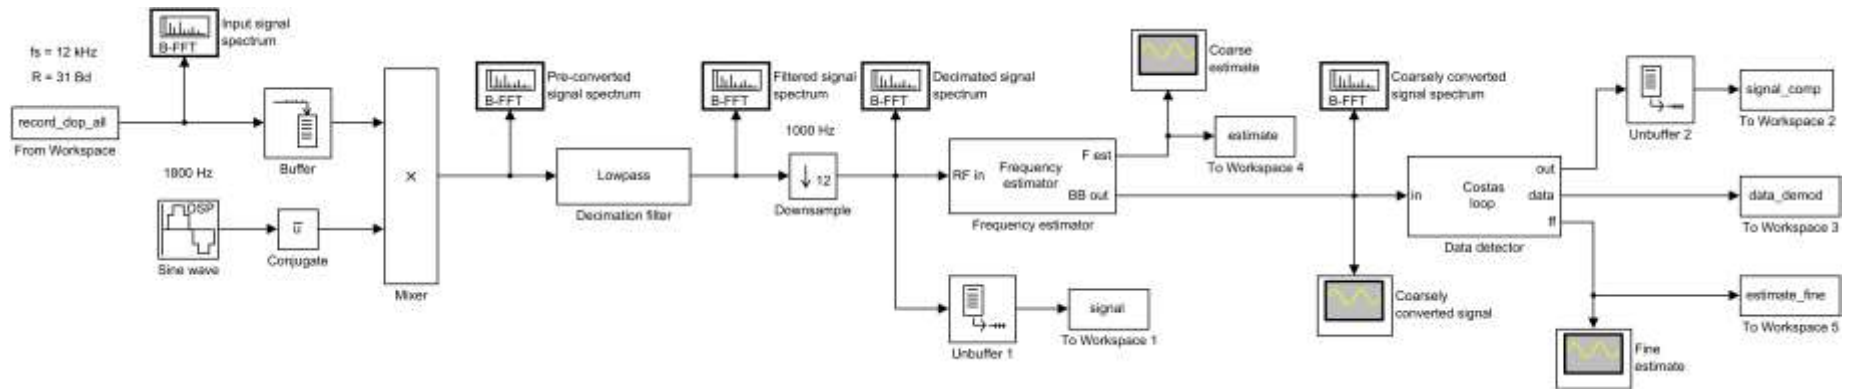 fs = 12 kHz
R = 31 Bd
record_dop_all
From Workspace
B-FFT
Input signal
spectrum
Buffer
1800 Hz
DSP
Sine wave
u
Conjugate
×
Mixer
B-FFT
Pre-converted
signal spectrum
Lowpass
Decimation filter
B-FFT
Filtered signal
spectrum
1000 Hz
12
Downsample
B-FFT
Decimated signal
spectrum
RF in
Frequency
estimator
F est
BB out
Frequency estimator
Coarse
estimate
estimate
To Workspace 4
Unbuffer 1
signal
To Workspace 1
B-FFT
Coarsely converted
signal spectrum
Coarsely
converted signal
in
Costas
loop
out
data
ff
Data detector
Unbuffer 2
signal_comp
To Workspace 2
data_demod
To Workspace 3
estimate_fine
To Workspace 5
Fine
estimate